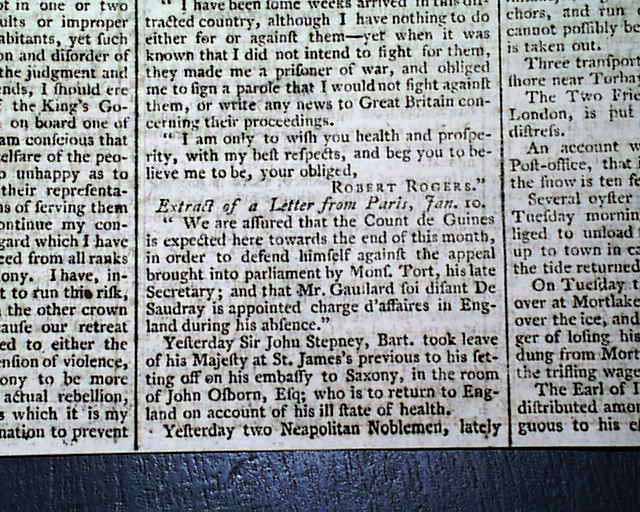 ot in one or two
ults or improper
abitants, yet such
on and disorder of
the judgment and
ends, I ſhould ere
f the King's Go-
on board one of
am conſcious that
elfare of the peo-
o unhappy as to
their repreſenta-
ns of ſerving them
ontinue my con-
gard which I have
ceed from all ranks
ony. I have, in-
t to run this riſk,
the other crown
cauſe our retreat
ed to either the
enſion of violence,
ony to be more
actual rebellion,
s which it is my
nation to prevent
" I have been ſome weeks arrived in this diſ-
tracted country, although I have nothing to do
either for or againſt them—yet when it was
known that I did not intend to fight for them,
they made me a priſoner of war, and obliged
me to ſign a parole that I would not fight againſt
them, or write any news to Great Britain con-
cerning their proceedings.
" I am only to wiſh you health and proſpe-
rity, with my beſt reſpects, and beg you to be-
lieve me to be, your obliged,
ROBERT ROGERS."
Extract of a Letter from Paris, Jan. 10.
" We are aſſured that the Count de Guines
is expected here towards the end of this month,
in order to defend himſelf againſt the appeal
brought into parliament by Monſ. Tort, his late
Secretary; and that Mr. Gauſlard ſoi diſant De
Saudray is appointed charge d'affaires in Eng-
land during his abſence."
Yeſterday Sir John Stepney, Bart. took leave
of his Majeſty at St. James's previous to his ſet-
ting off on his embaſſy to Saxony, in the room
of John Oſborn, Eſq; who is to return to Eng-
land on account of his ill ſtate of health.
Yeſterday two Neapolitan Noblemen, lately
chors, and run
cannot poſſibly be
is taken out.
Three tranſport
ſhore near Torba
The Two Frie
London, is put
diſtreſs.
An account w
Poſt-office, that i
the ſnow is ten fe
Several oyſter
Tueſday mornin
liged to unload
up to town in ca
the tide returned
On Tueſday t
over at Mortlake
over the ice, and
ger of loſing his
dung from Mort
the trifling wage
The Earl of
diſtributed amon
guous to his eſ